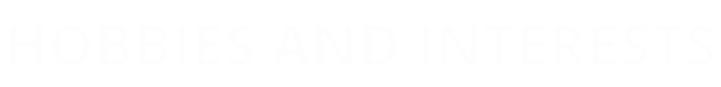 HOBBIES AND INTERESTS